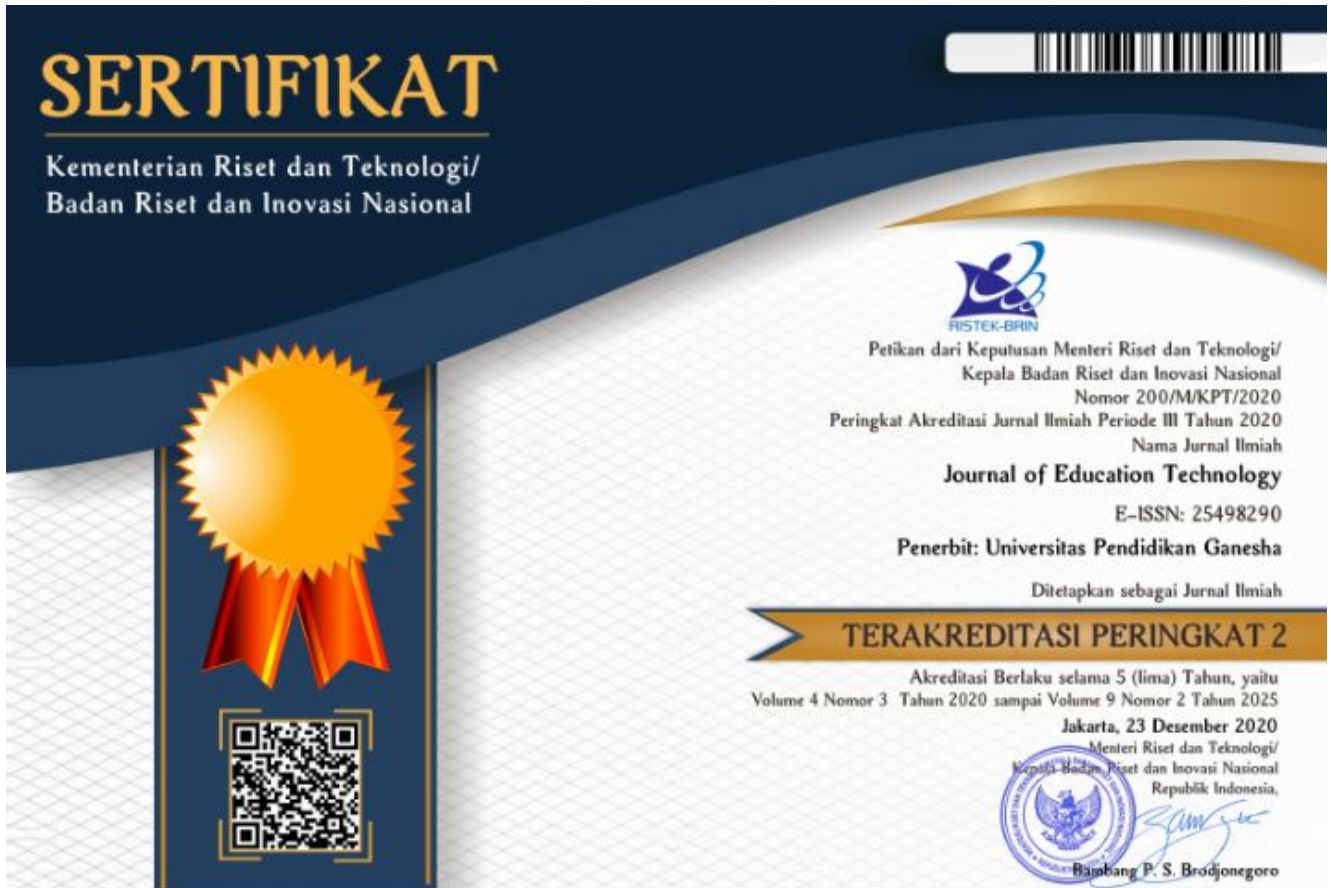 SERTIFIKAT
Kementerian Riset dan Teknologi/
Badan Riset dan Inovasi Nasional
RISTEK-BRIN
Petikan dari Keputusan Menteri Riset dan Teknologi/
Kepala Badan Riset dan Inovasi Nasional
Nomor 200/M/KPT/2020
Peringkat Akreditasi Jurnal Ilmiah Periode III Tahun 2020
Nama Jurnal Ilmiah
Journal of Education Technology
E-ISSN: 25498290
Penerbit: Universitas Pendidikan Ganesha
Ditetapkan sebagai Jurnal Ilmiah
TERAKREDITASI PERINGKAT 2
Akreditasi Berlaku selama 5 (lima) Tahun, yaitu
Volume 4 Nomor 3 Tahun 2020 sampai Volume 9 Nomor 2 Tahun 2025
Jakarta, 23 Desember 2020
Menteri Riset dan Teknologi/
Kepala Badan Riset dan Inovasi Nasional
Republik Indonesia,
Bambang P. S. Brodjonegoro